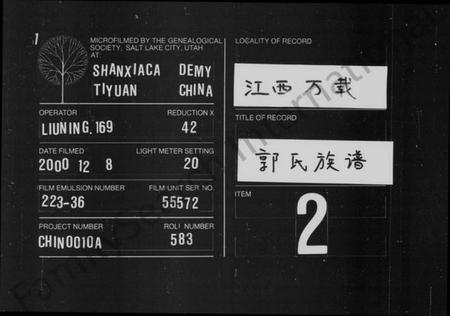 1
MICROFILMED BY THE GENEALOGICAL
SOCIETY, SALT LAKE CITY, UTAH
AT:
SHANXIACA DEMY
TIYUAN CHINA
OPERATOR
LIUNING.169
REDUCTION X
42
DATE FILMED
2000 12 8
LIGHT METER SETTING
20
FILM EMULSION NUMBER
223-36
FILM UNIT SER. NO.
55572
PROJECT NUMBER
CHINO010A
ROLL NUMBER
583
LOCALITY OF RECORD
江西万载
TITLE OF RECORD
郭氏族谱
ITEM
2